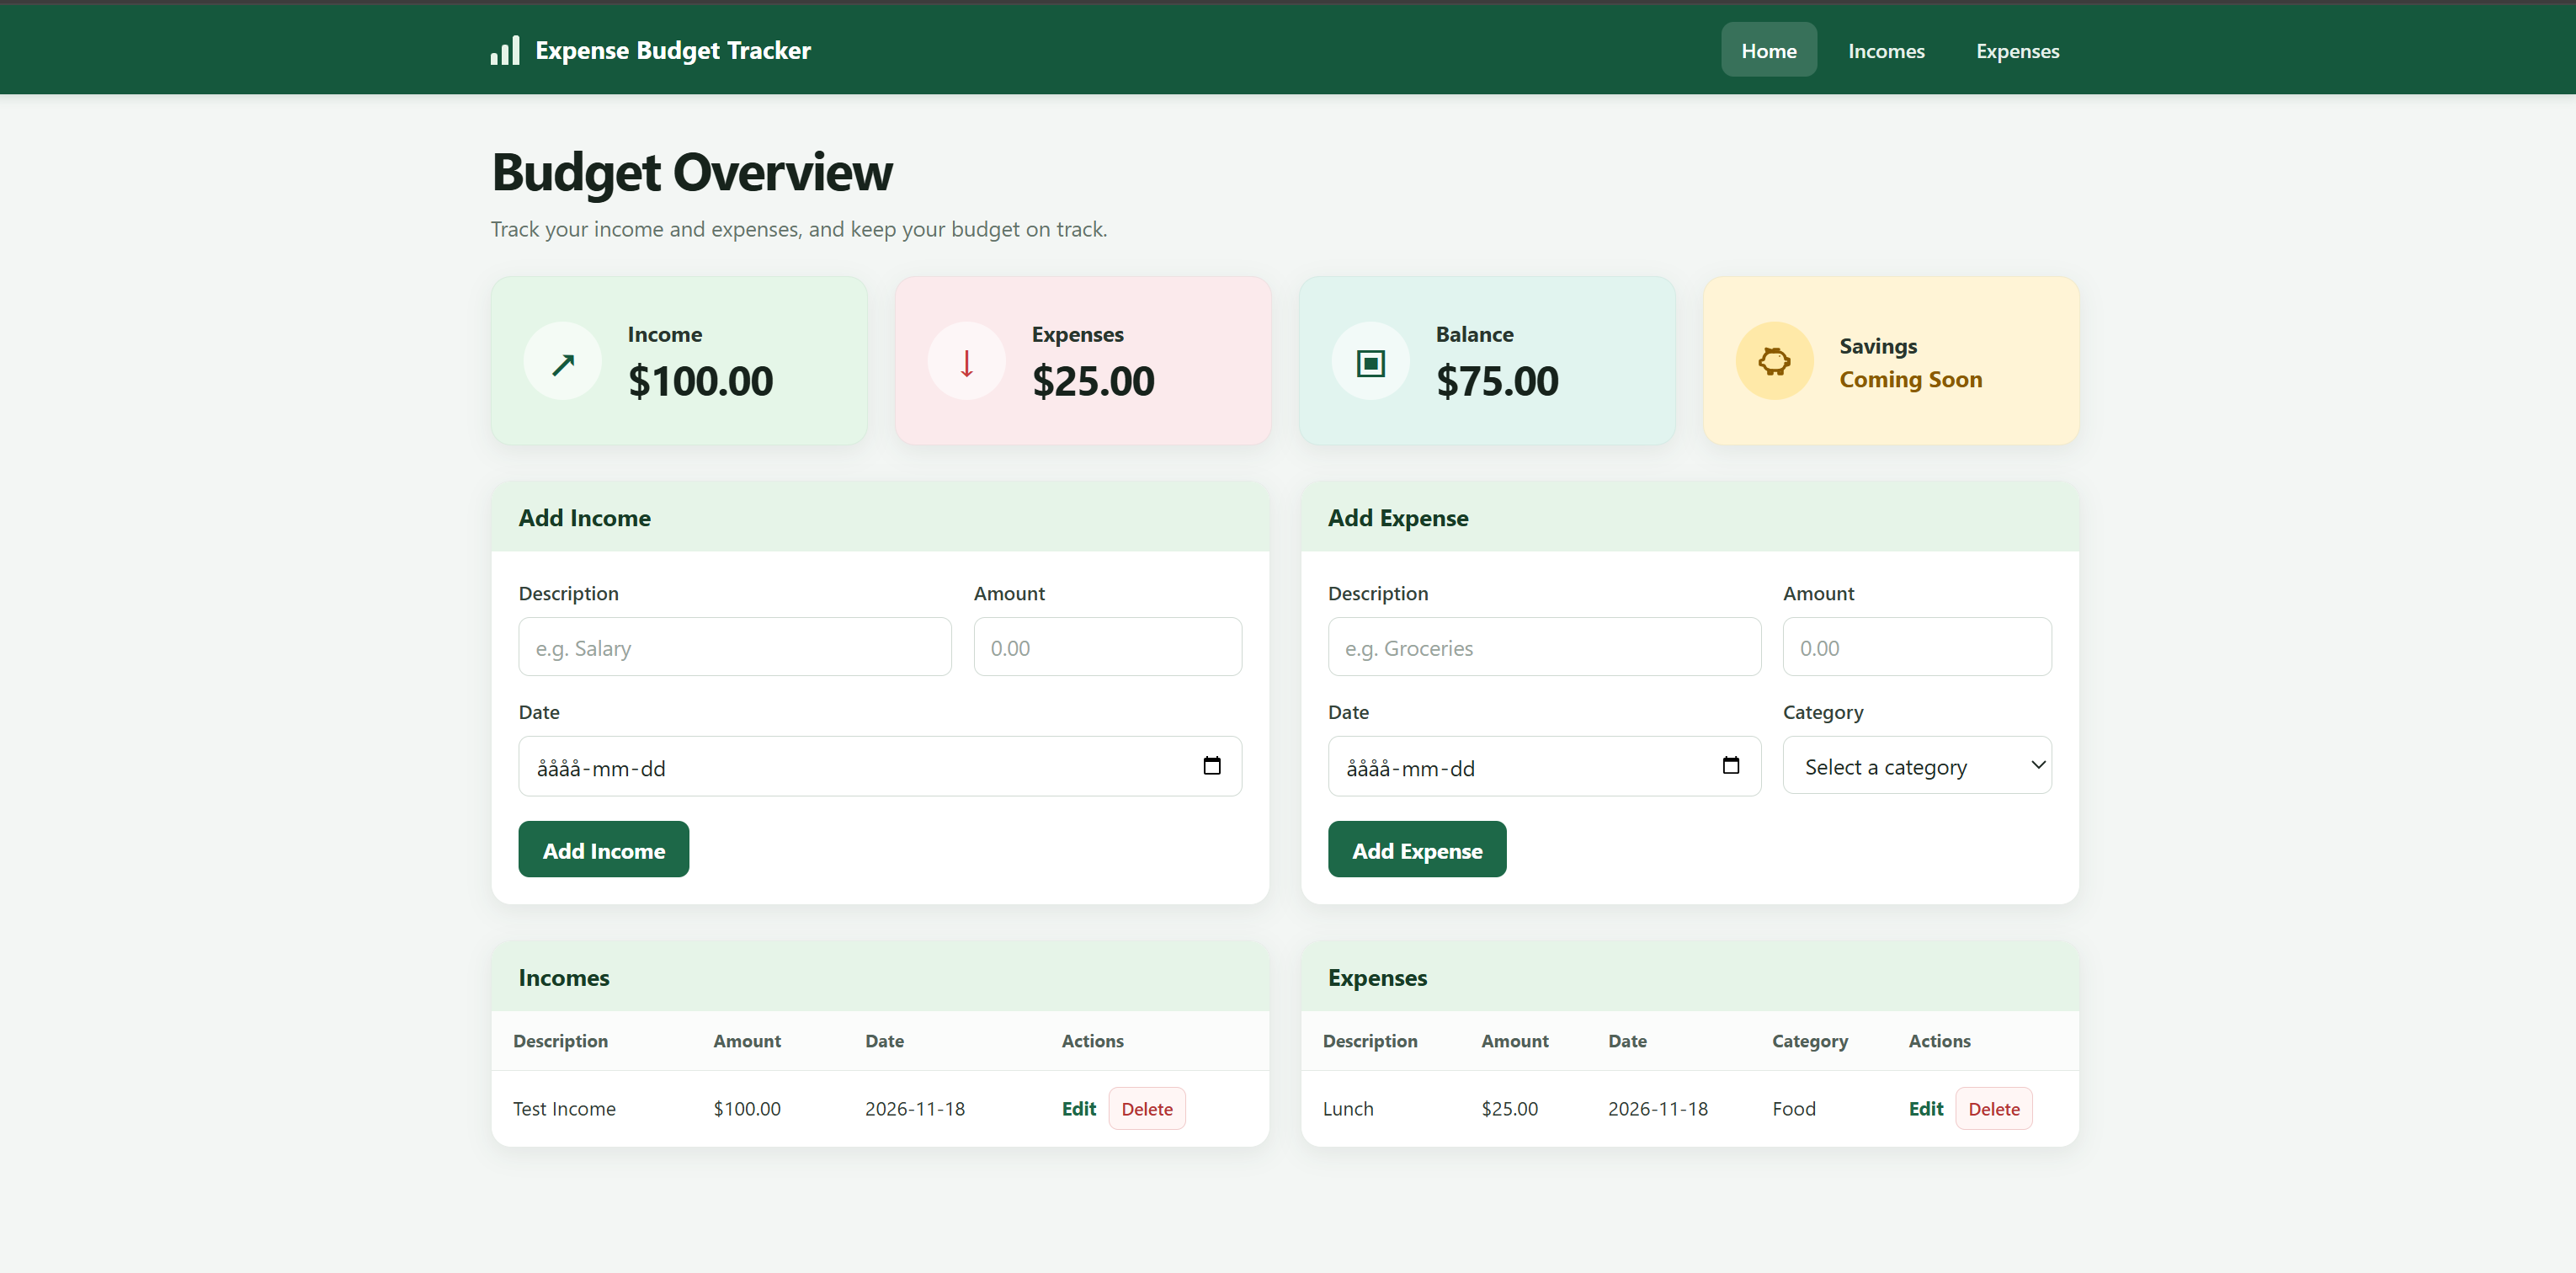 Expense Budget Tracker
Home Incomes Expenses
Budget Overview
Track your income and expenses, and keep your budget on track.
Income
$100.00
Expenses
$25.00
Balance
$75.00
Savings
Coming Soon
Add Income
Description Amount
e.g. Salary 0.00
Date
åååå-mm-dd
Add Income
Add Expense
Description Amount
e.g. Groceries 0.00
Date Category
åååå-mm-dd Select a category
Add Expense
Incomes
Description Amount Date Actions
Test Income $100.00 2026-11-18 Edit Delete
Expenses
Description Amount Date Category Actions
Lunch $25.00 2026-11-18 Food Edit Delete